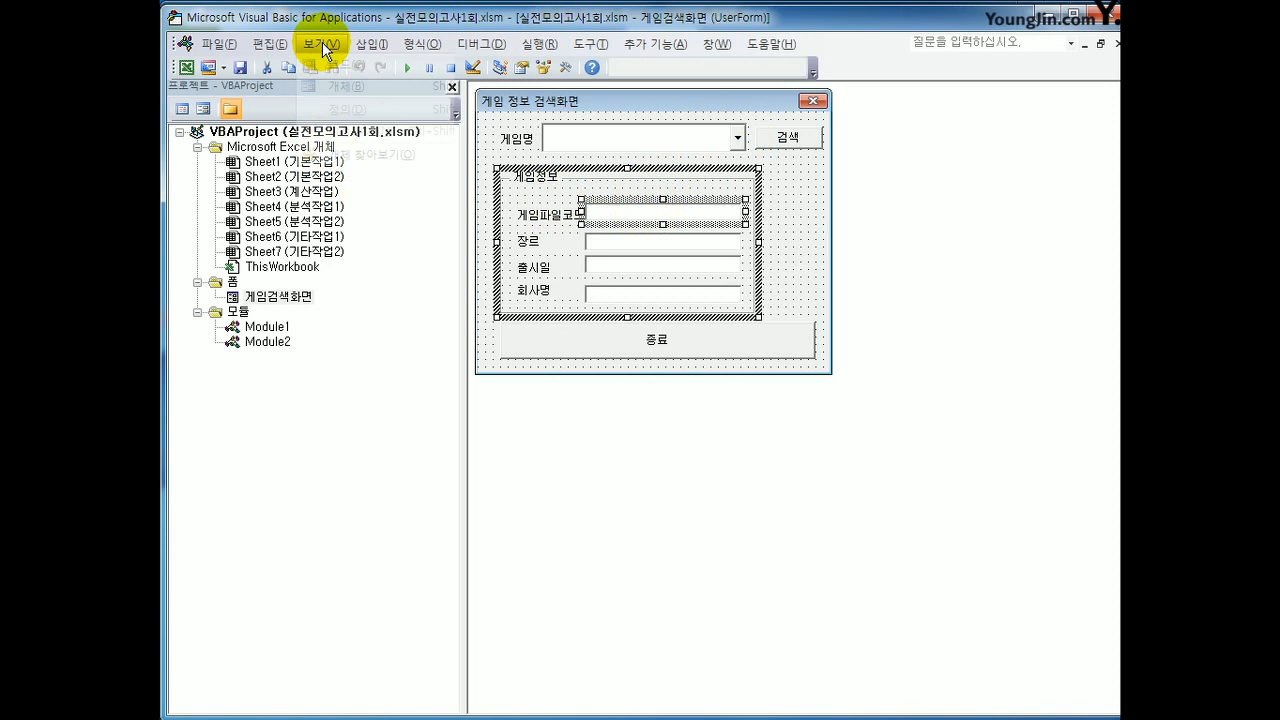 Microsoft Visual Basic for Applications - 실전모의고사1회.xlsm - [실전모의고사1회.xlsm - 게임검색화면 (UserForm)]
YoungJin.com Y.
파일(F) 편집(E) 보기(V) 삽입(I) 형식(O) 디버그(D) 실행(R) 도구(T) 추가 기능(A) 창(W) 도움말(H)
질문을 입력하십시오.
프로젝트 - VBAProject
개체(B)
정의(D)
찾아보기(O)
VBAProject (실전모의고사1회.xlsm)
Microsoft Excel 개체
Sheet1 (기본작업1)
Sheet2 (기본작업2)
Sheet3 (계산작업)
Sheet4 (분석작업1)
Sheet5 (분석작업2)
Sheet6 (기타작업1)
Sheet7 (기타작업2)
ThisWorkbook
폼
게임검색화면
모듈
Module1
Module2
게임 정보 검색화면
게임명
검색
게임정보
게임파일코드
장르
출시일
회사명
종료